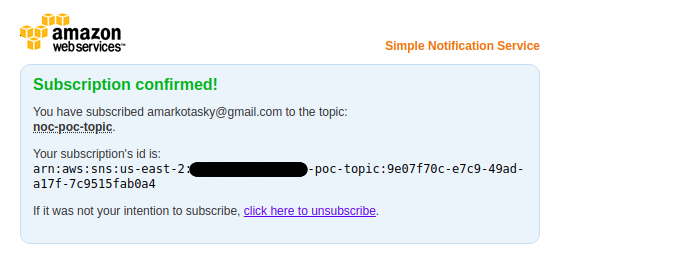 amazon
webservices™
Simple Notification Service
Subscription confirmed!
You have subscribed amarkotasky@gmail.com to the topic:
noc-poc-topic.
Your subscription's id is:
arn:aws:sns:us-east-2: -poc-topic:9e07f70c-e7c9-49ad-
a17f-7c9515fab0a4
If it was not your intention to subscribe, click here to unsubscribe.